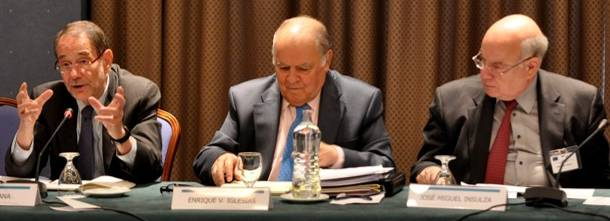 ANA
ENRIQUE V. IGLESIAS
JOSÉ MIGUEL INSULZA